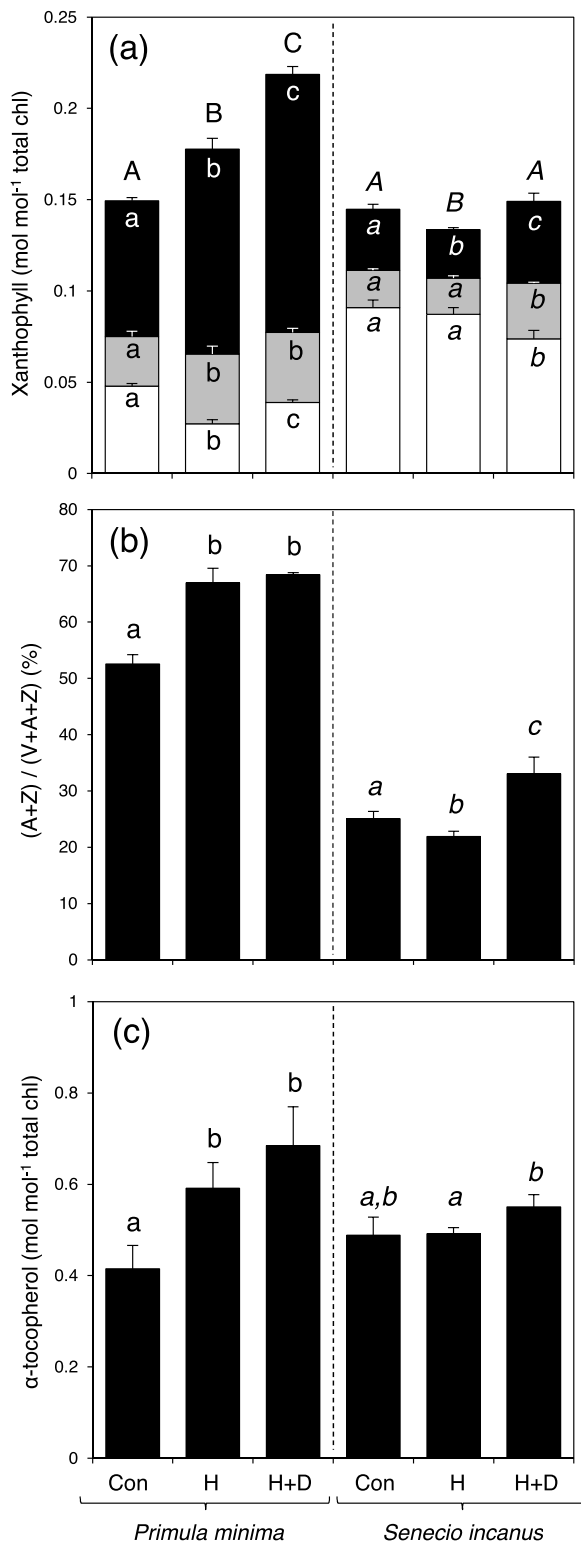 0.25
(a)
C
0.2
c
B
b
A
a
A
a
B
b
A
c
0.15
Xanthophyll (mol mol⁻¹ total chl)
0.1
a
b
b
a
a
b
0.05
a
b
c
a
a
b
0
80
(b)
70
b
b
60
a
50
(A+Z) / (V+A+Z) (%)
40
c
30
a
b
20
10
0
1
(c)
0.8
b
b
0.6
a
a,b
a
b
α-tocopherol (mol mol⁻¹ total chl)
0.4
0.2
0
Con H H+D Con H H+D
Primula minima Senecio incanus